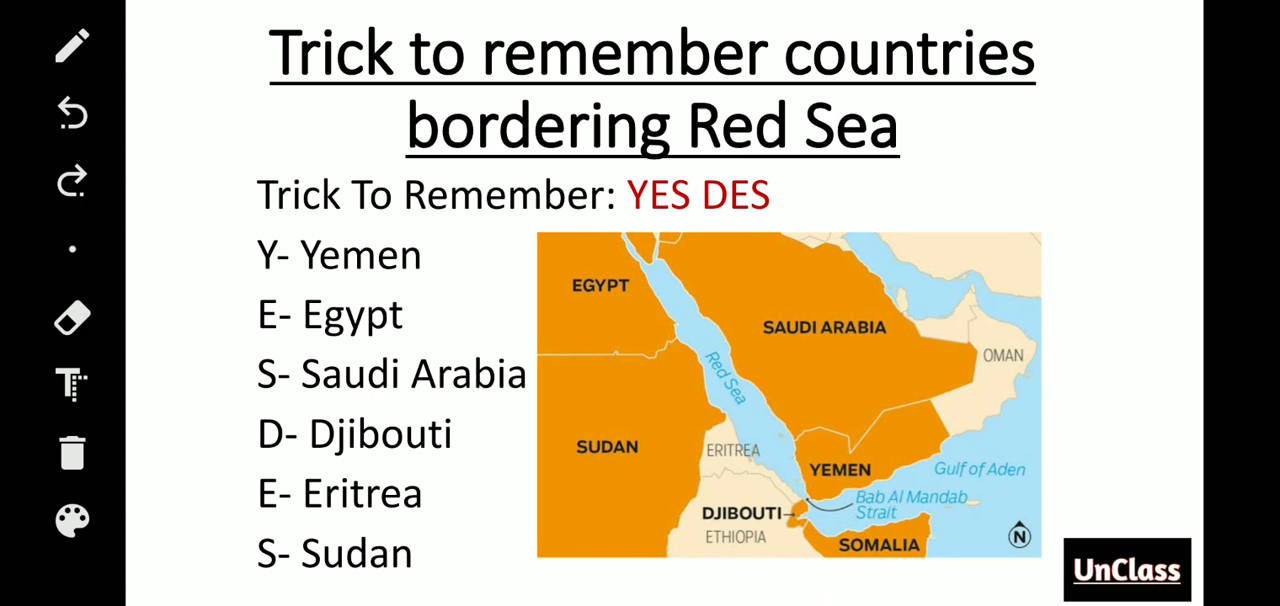 Trick to remember countries
bordering Red Sea
Trick To Remember: YES DES
Y- Yemen
E- Egypt
S- Saudi Arabia
D- Djibouti
E- Eritrea
S- Sudan
EGYPT
SAUDI ARABIA
OMAN
Red Sea
SUDAN
ERITREA
YEMEN
Gulf of Aden
Bab Al Mandab
Strait
DJIBOUTI
ETHIOPIA
SOMALIA
N
UnClass